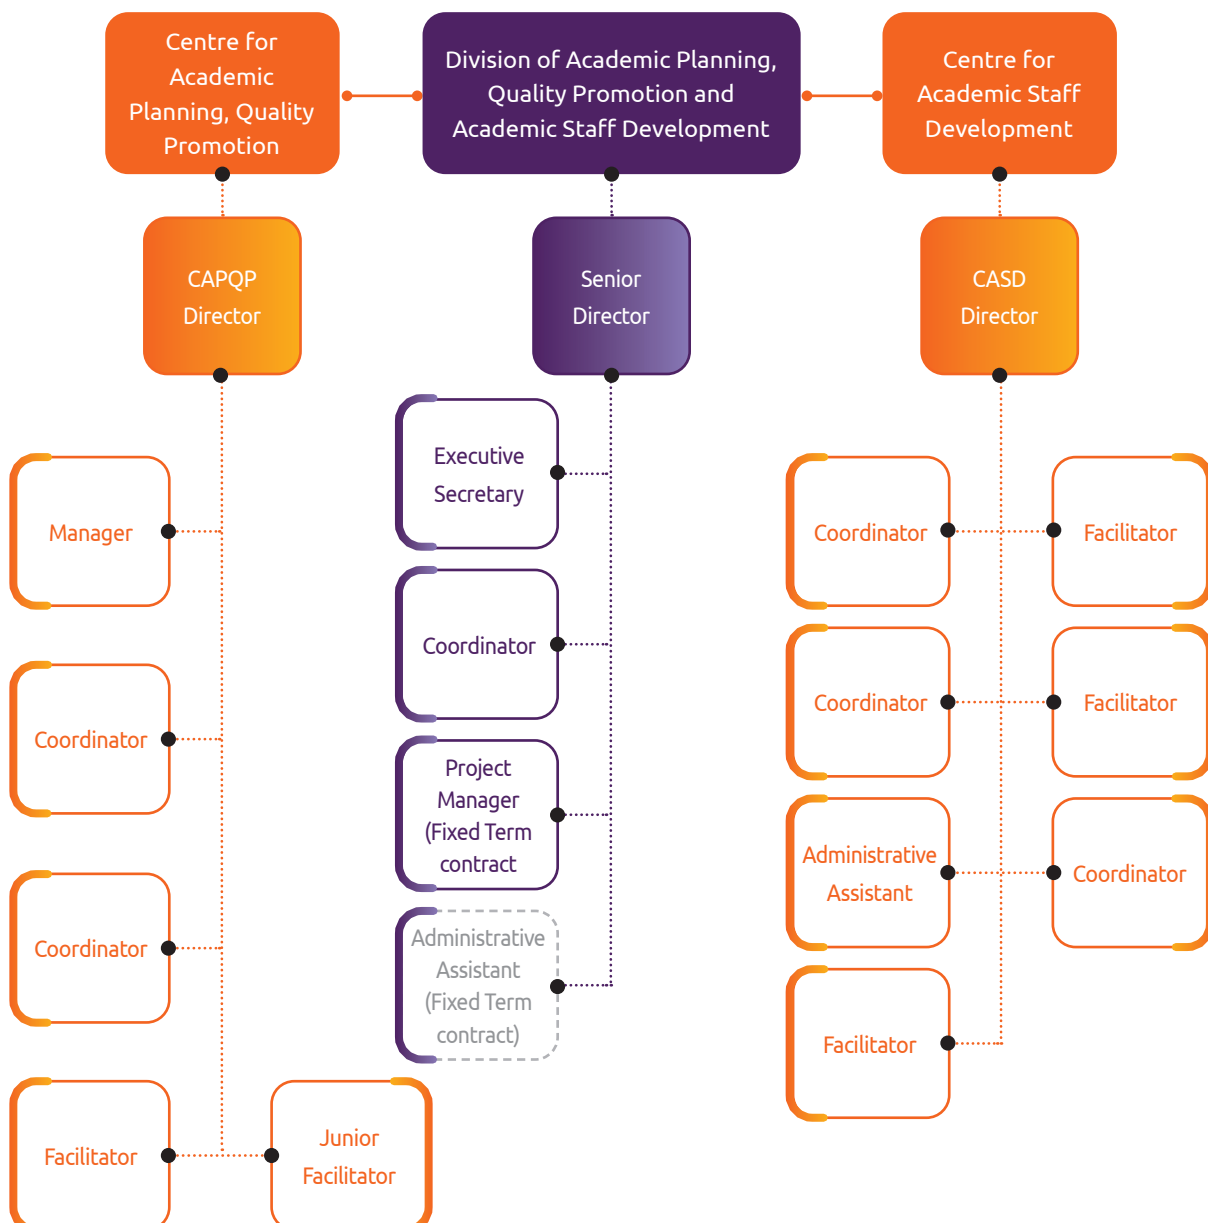 Centre for
Academic
Planning, Quality
Promotion
Division of Academic Planning,
Quality Promotion and
Academic Staff Development
Centre for
Academic Staff
Development
CAPQP
Director
Senior
Director
CASD
Director
Manager
Coordinator
Coordinator
Facilitator
Junior
Facilitator
Executive
Secretary
Coordinator
Project
Manager
(Fixed Term
contract
Administrative
Assistant
(Fixed Term
contract)
Coordinator
Facilitator
Coordinator
Facilitator
Administrative
Assistant
Coordinator
Facilitator